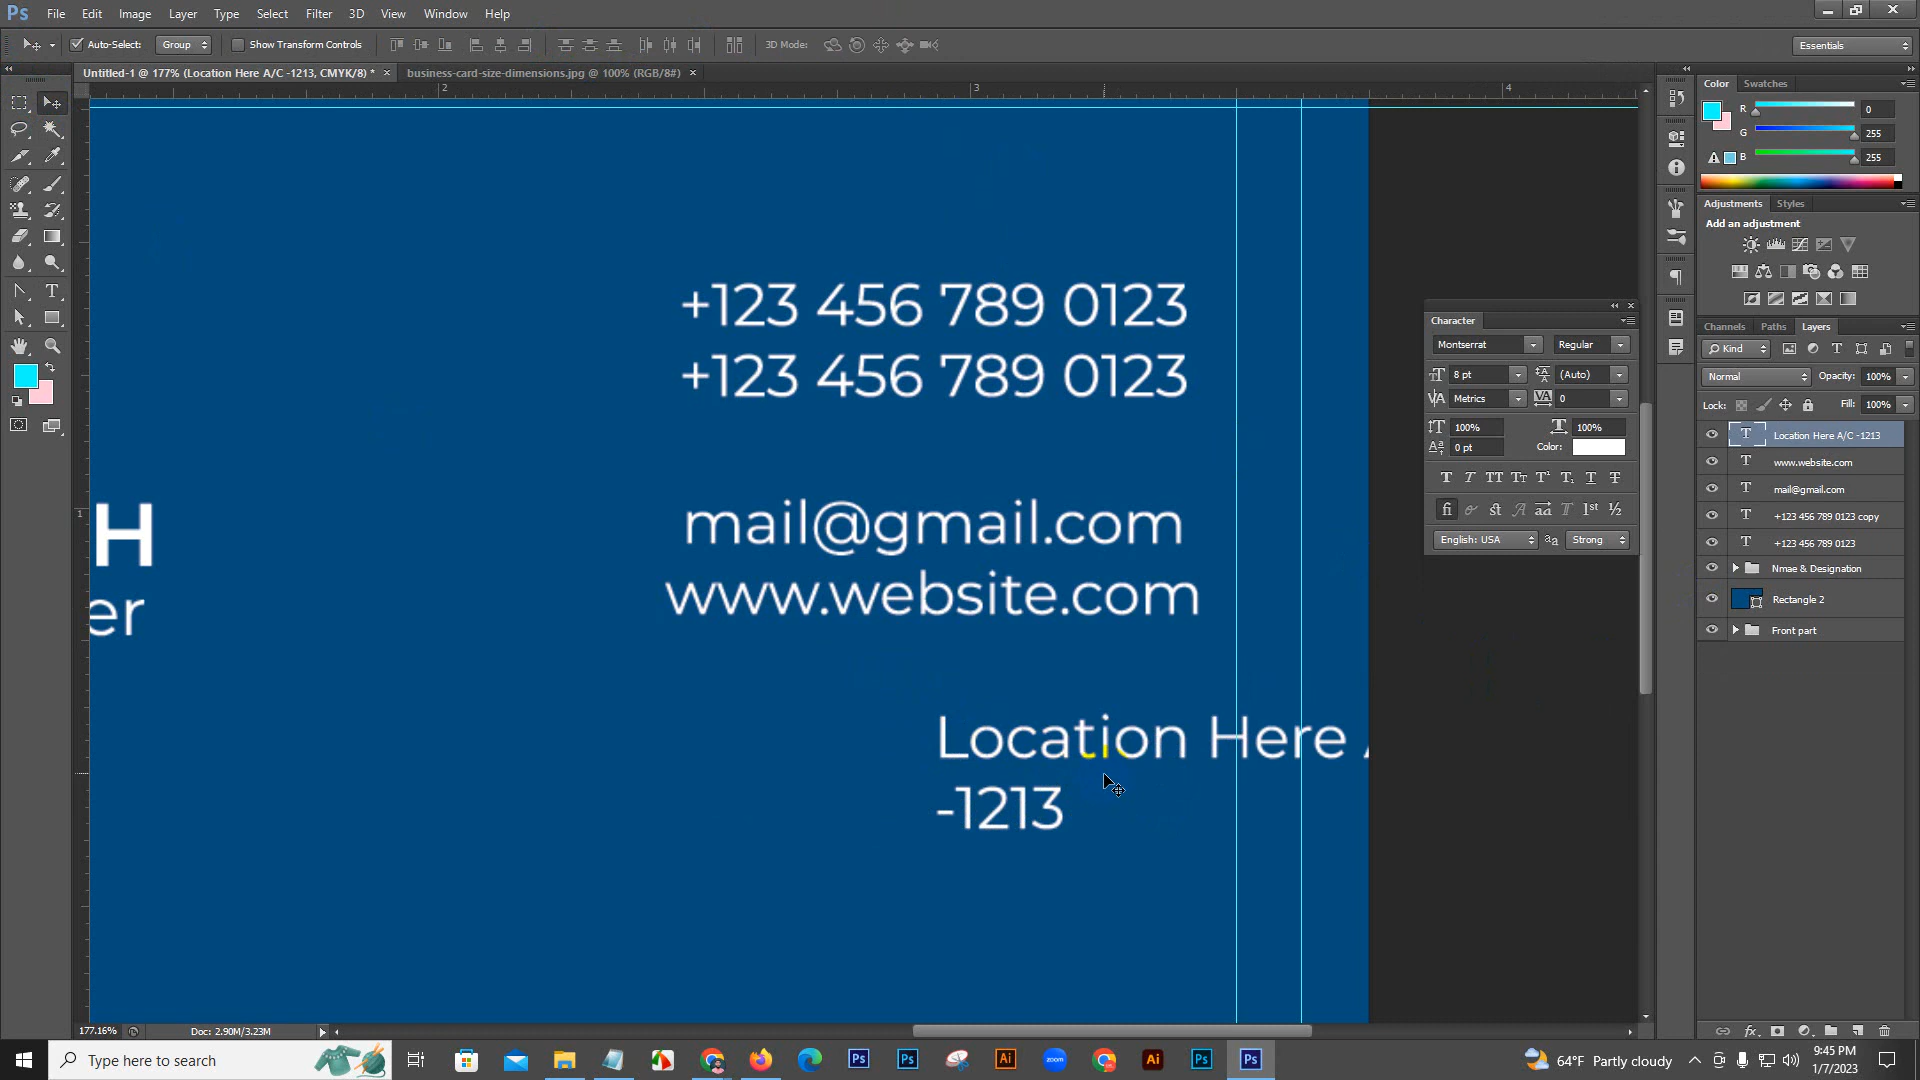 Ps File Edit Image Layer Type Select Filter 3D View Window Help
Auto-Select: Group Show Transform Controls 3D Mode: Essentials
Untitled-1 @ 177% (Location Here A/C -1213, CMYK/8) * × business-card-size-dimensions.jpg @ 100% (RGB/8#) ×
2 3 4
1
+123 456 789 0123
+123 456 789 0123
H
er
mail@gmail.com
www.website.com
Location Here A
-1213
Color Swatches
R 0
G 255
B 255
Adjustments Styles
Add an adjustment
Character
Montserrat Regular
8 pt (Auto)
Metrics 0
100% 100%
0 pt Color:
English: USA Strong
Channels Paths Layers
Kind
Normal Opacity: 100%
Lock: Fill: 100%
Location Here A/C -1213
www.website.com
mail@gmail.com
+123 456 789 0123 copy
+123 456 789 0123
Nmae & Designation
Rectangle 2
Front part
177.16% Doc: 2.90M/3.23M
Type here to search
64°F Partly cloudy
9:45 PM
1/7/2023